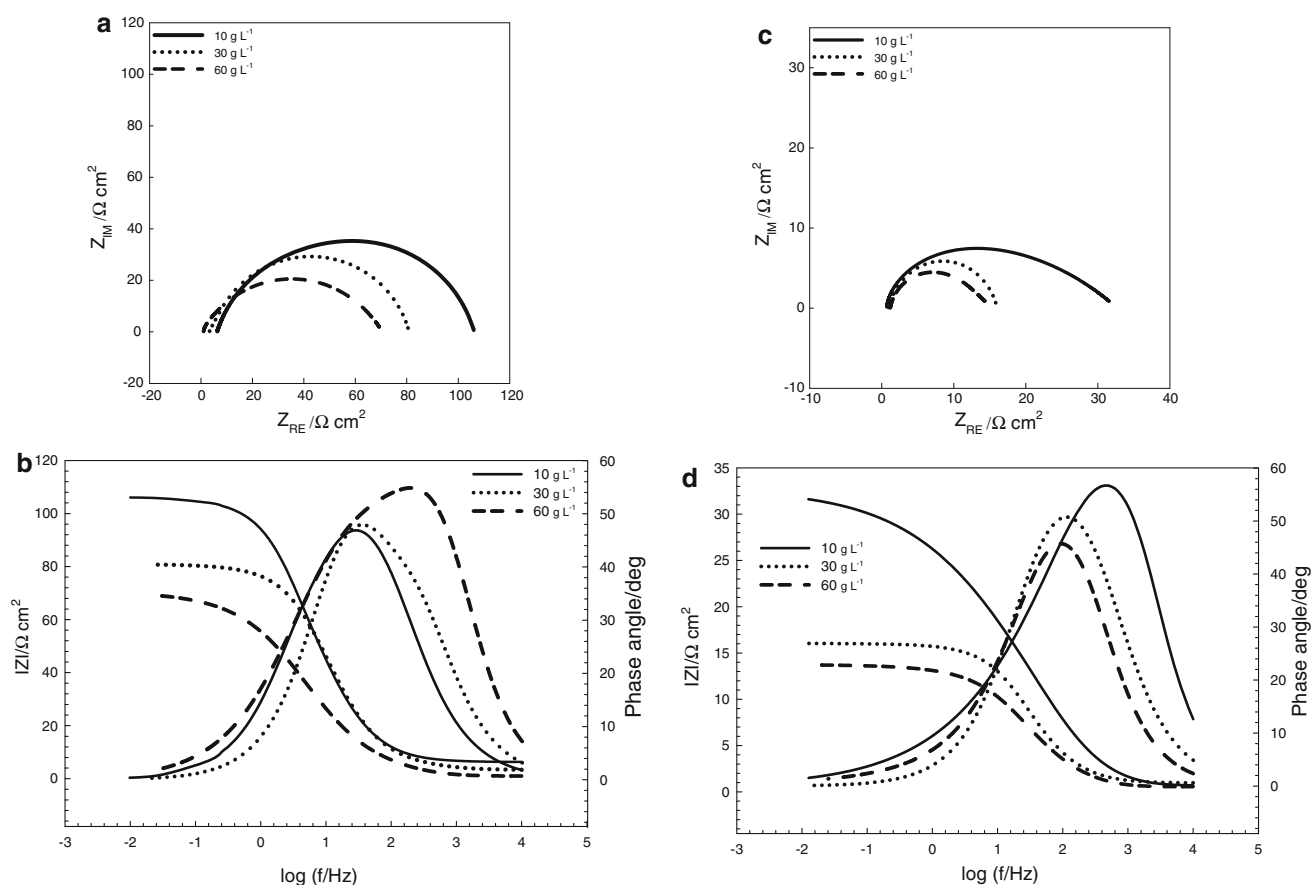 a
10 g L⁻¹
30 g L⁻¹
60 g L⁻¹
120
100
80
60
40
20
0
-20
-20 0 20 40 60 80 100 120
Z_IM /Ω cm²
Z_RE /Ω cm²
c
10 g L⁻¹
30 g L⁻¹
60 g L⁻¹
30
20
10
0
-10
-10 0 10 20 30 40
Z_IM /Ω cm²
Z_RE /Ω cm²
b
10 g L⁻¹
30 g L⁻¹
60 g L⁻¹
120
100
80
60
40
20
0
60
50
40
30
20
10
0
-3 -2 -1 0 1 2 3 4 5
IZI/Ω cm²
Phase angle/deg
log (f/Hz)
d
10 g L⁻¹
30 g L⁻¹
60 g L⁻¹
35
30
25
20
15
10
5
0
60
50
40
30
20
10
0
-3 -2 -1 0 1 2 3 4 5
IZI/Ω cm²
Phase angle/deg
log (f/Hz)